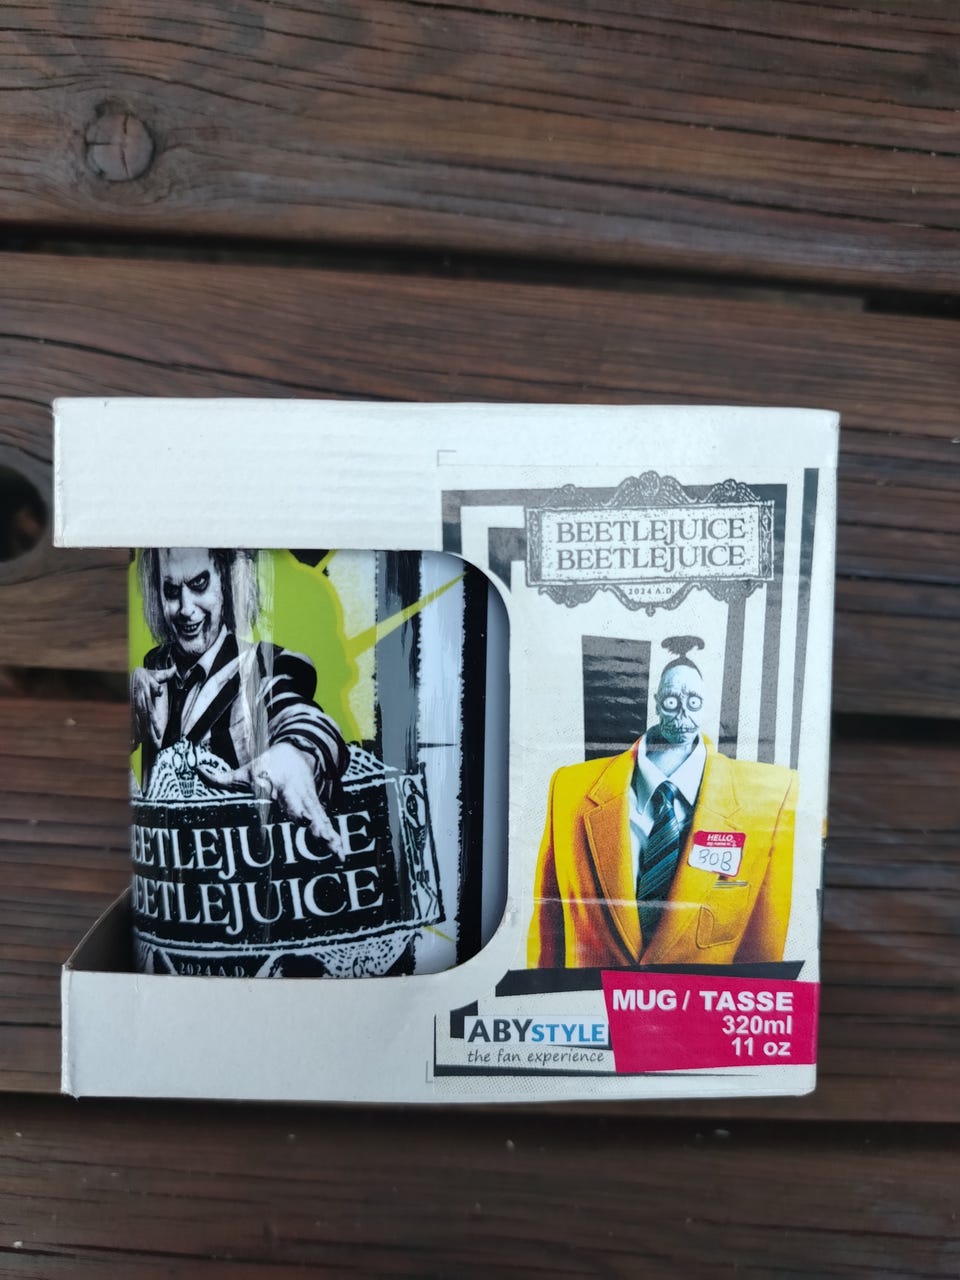 BEETLEJUICE
BEETLEJUICE
2024 A.D.
HELLO
BOB
EETLEJUICE
EETLEJUICE
2024 A.D.
MUG / TASSE
320ml
11 oz
ABYSTYLE
the fan experience